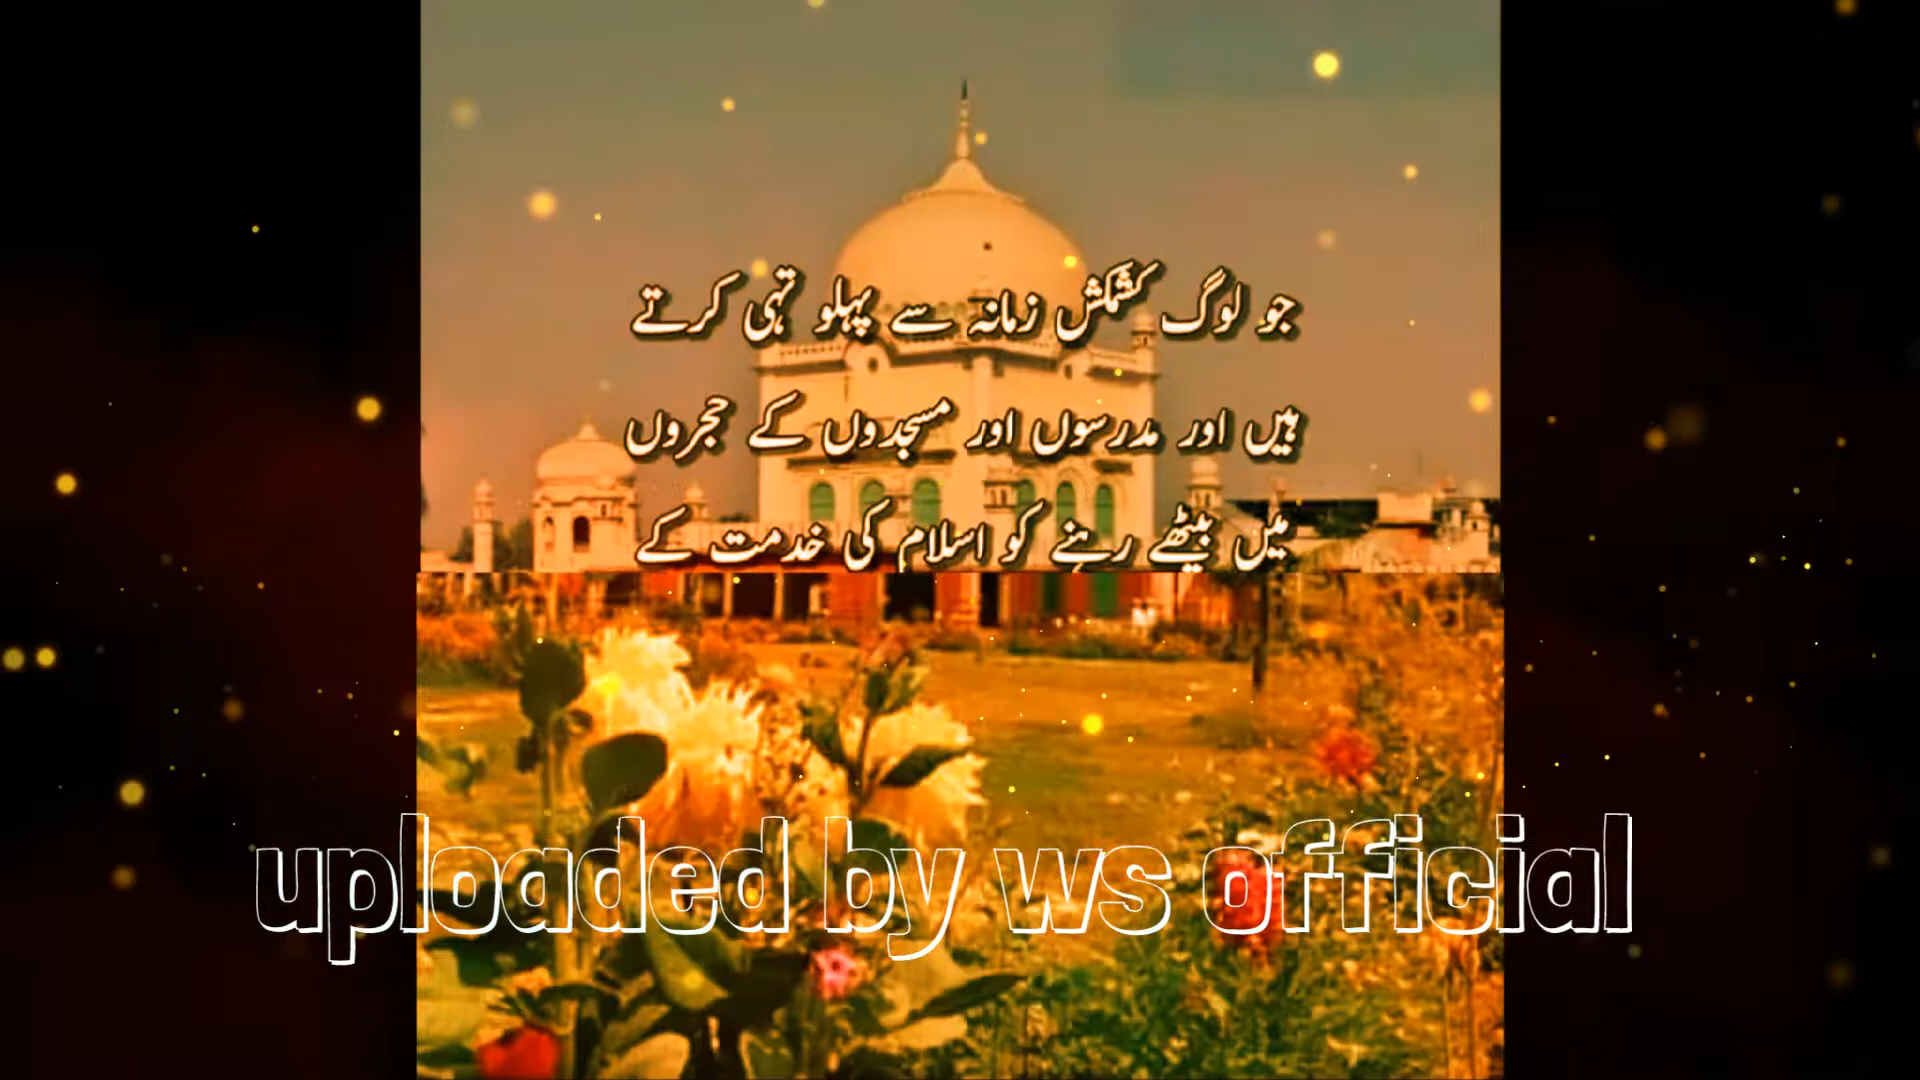 جو لوگ کشمکش زمانہ سے پہلو تہی کرتے
ہیں اور مدرسوں اور مسجدوں کے حجروں
میں بیٹھے رہنے کو اسلام کی خدمت کے
uploaded by ws official